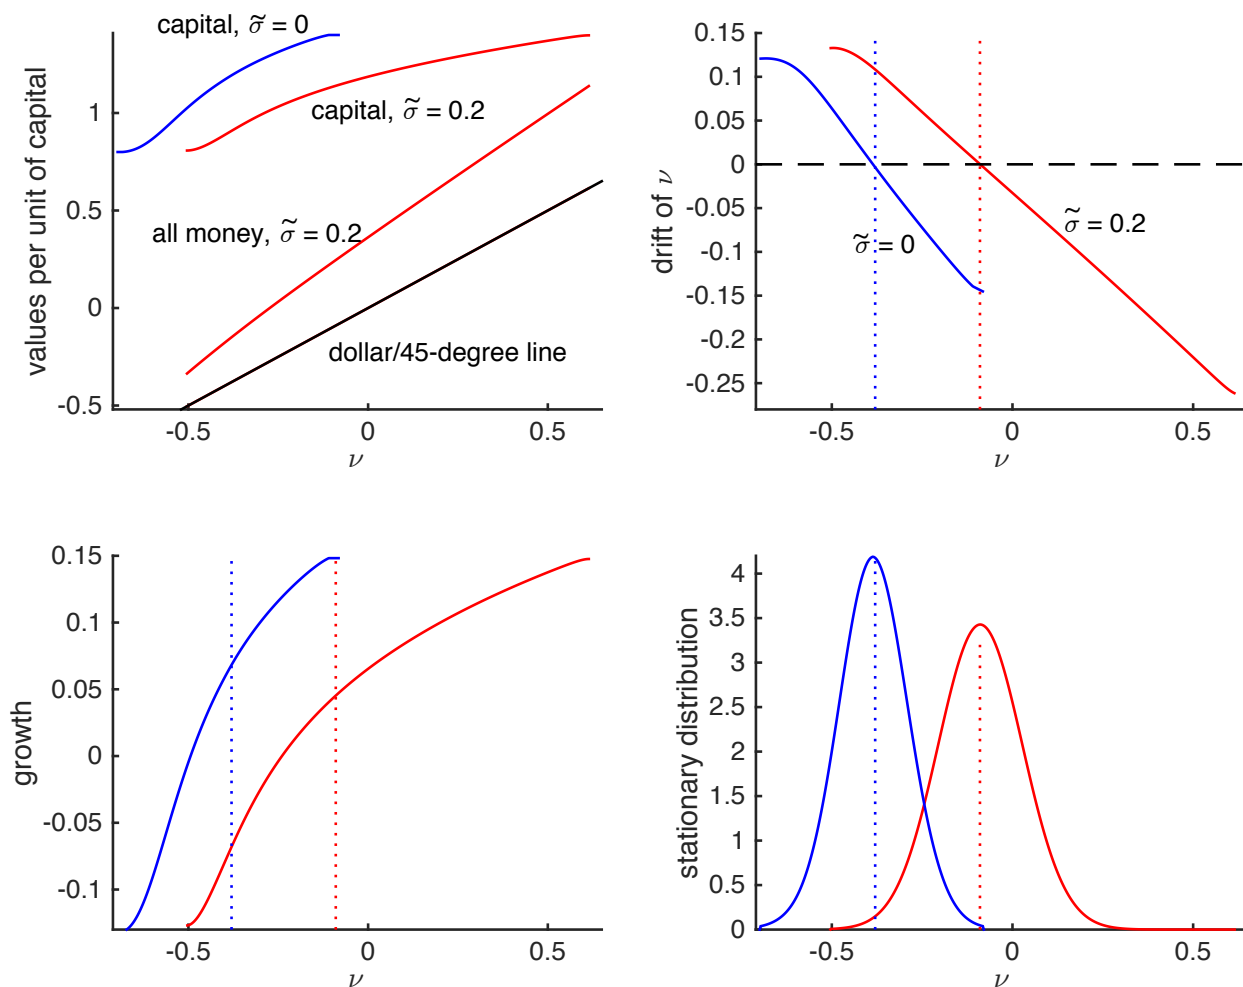 capital, σ̃ = 0
capital, σ̃ = 0.2
all money, σ̃ = 0.2
dollar/45-degree line
values per unit of capital
1
0.5
0
-0.5
-0.5
0
0.5
ν
drift of ν
0.15
0.1
0.05
0
-0.05
-0.1
-0.15
-0.2
-0.25
σ̃ = 0.2
σ̃ = 0
-0.5
0
0.5
ν
growth
0.15
0.1
0.05
0
-0.05
-0.1
-0.5
0
0.5
ν
stationary distribution
4
3.5
3
2.5
2
1.5
1
0.5
0
-0.5
0
0.5
ν